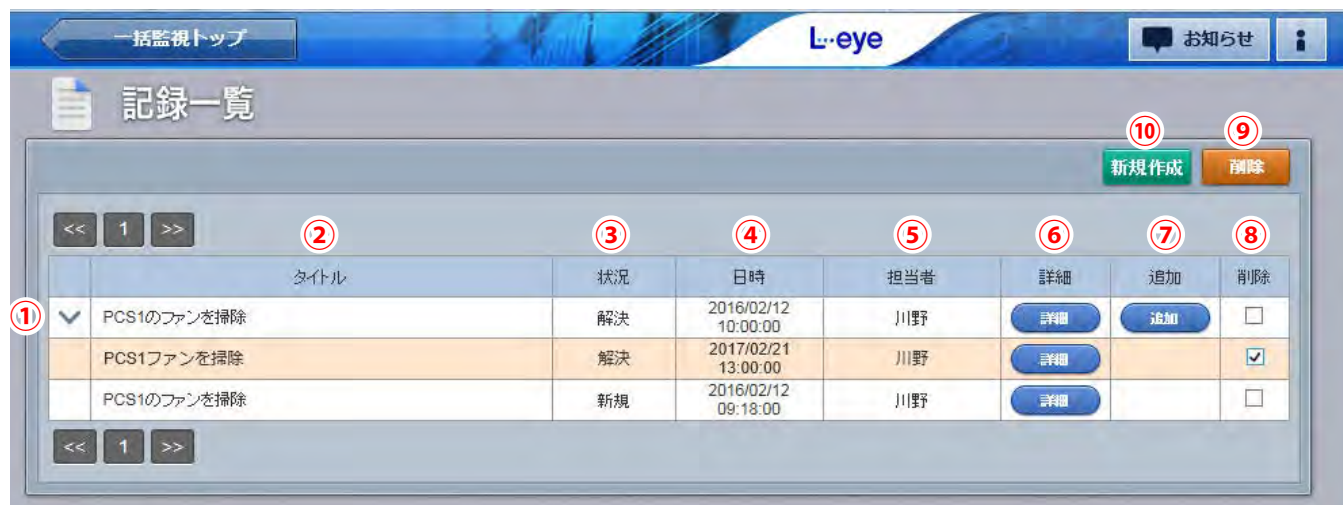 一括監視トップ
L・eye
お知らせ
記録一覧
⑩ ⑨
新規作成 削除
<< 1 >>
② ③ ④ ⑤ ⑥ ⑦ ⑧
タイトル 状況 日時 担当者 詳細 追加 削除
① PCS1のファンを掃除 解決 2016/02/12 10:00:00 川野 詳細 追加
PCS1ファンを掃除 解決 2017/02/21 13:00:00 川野 詳細
PCS1のファンを掃除 新規 2016/02/12 09:18:00 川野 詳細
<< 1 >>